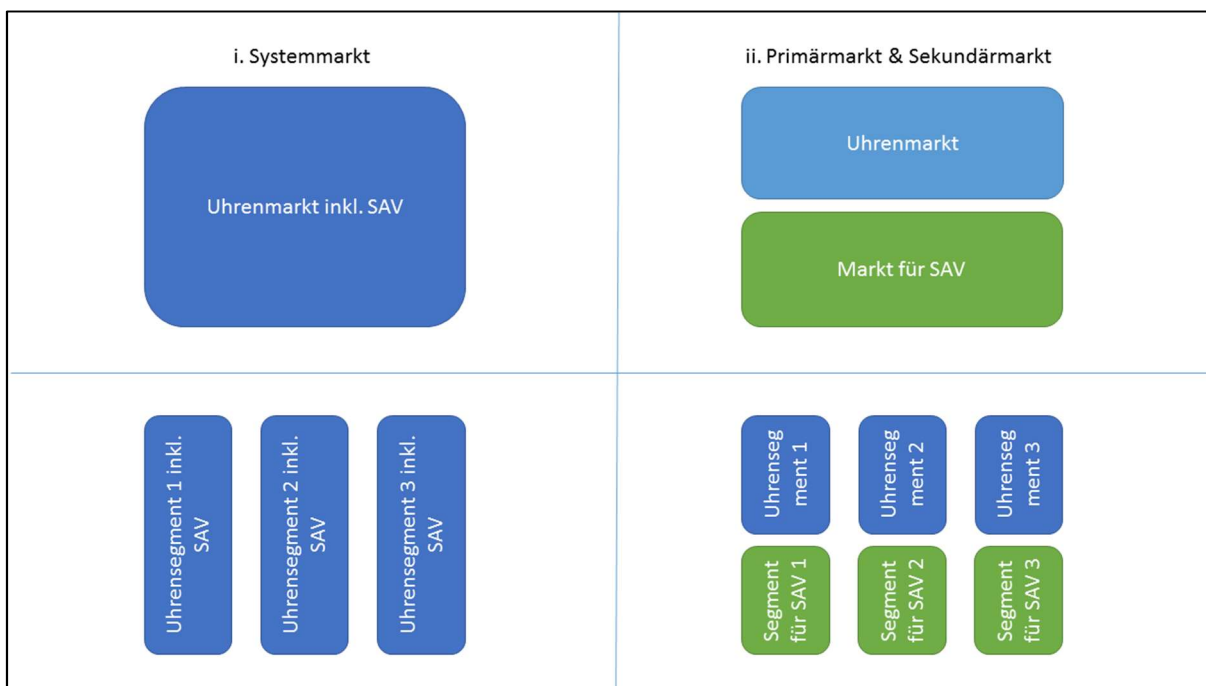 i. Systemmarkt
ii. Primärmarkt & Sekundärmarkt
Uhrenmarkt inkl. SAV
Uhrenmarkt
Markt für SAV
Uhrensegment 1 inkl.
SAV
Uhrensegment 2 inkl.
SAV
Uhrensegment 3 inkl.
SAV
Uhrenseg
ment 1
Uhrenseg
ment 2
Uhrenseg
ment 3
Segment
für SAV 1
Segment
für SAV 2
Segment
für SAV 3